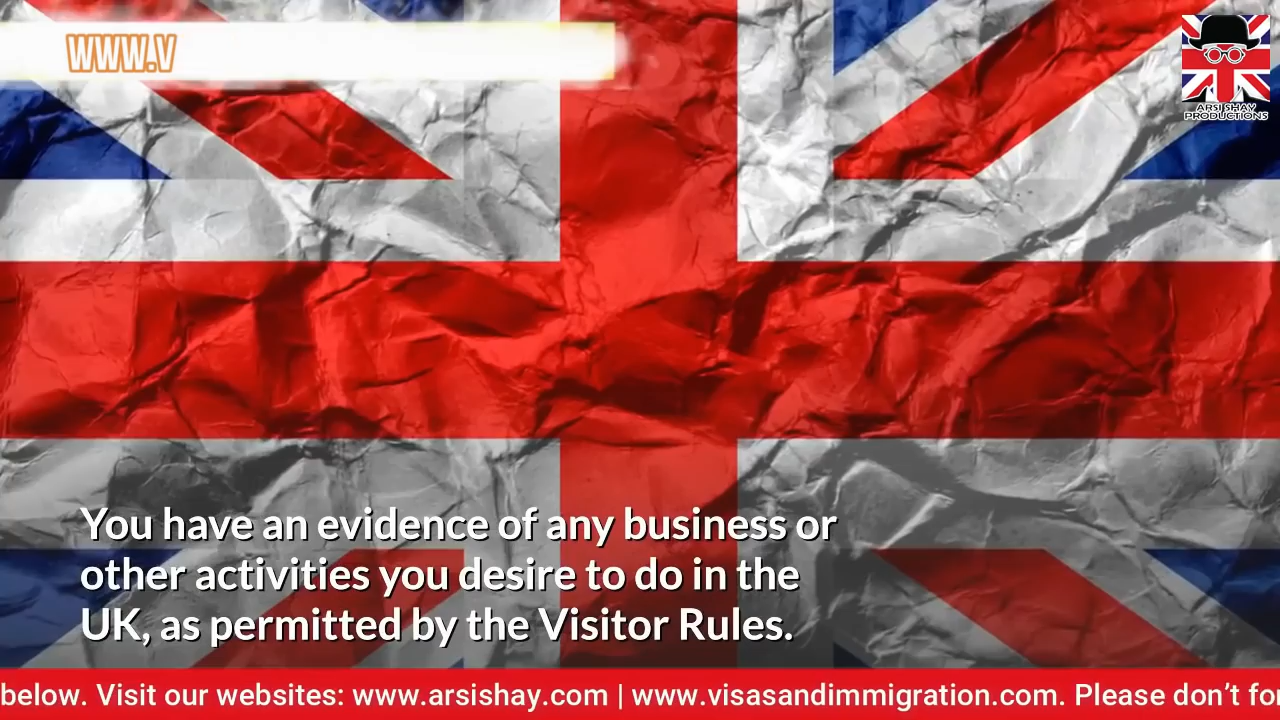 WWW.V
ARSI SHAY
PRODUCTIONS
You have an evidence of any business or
other activities you desire to do in the
UK, as permitted by the Visitor Rules.
below. Visit our websites: www.arsishay.com | www.visasandimmigration.com. Please don’t for